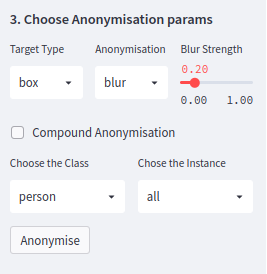 3. Choose Anonymisation params
Target Type Anonymisation Blur Strength
box blur 0.20
0.00 1.00
Compound Anonymisation
Choose the Class Chose the Instance
person all
Anonymise